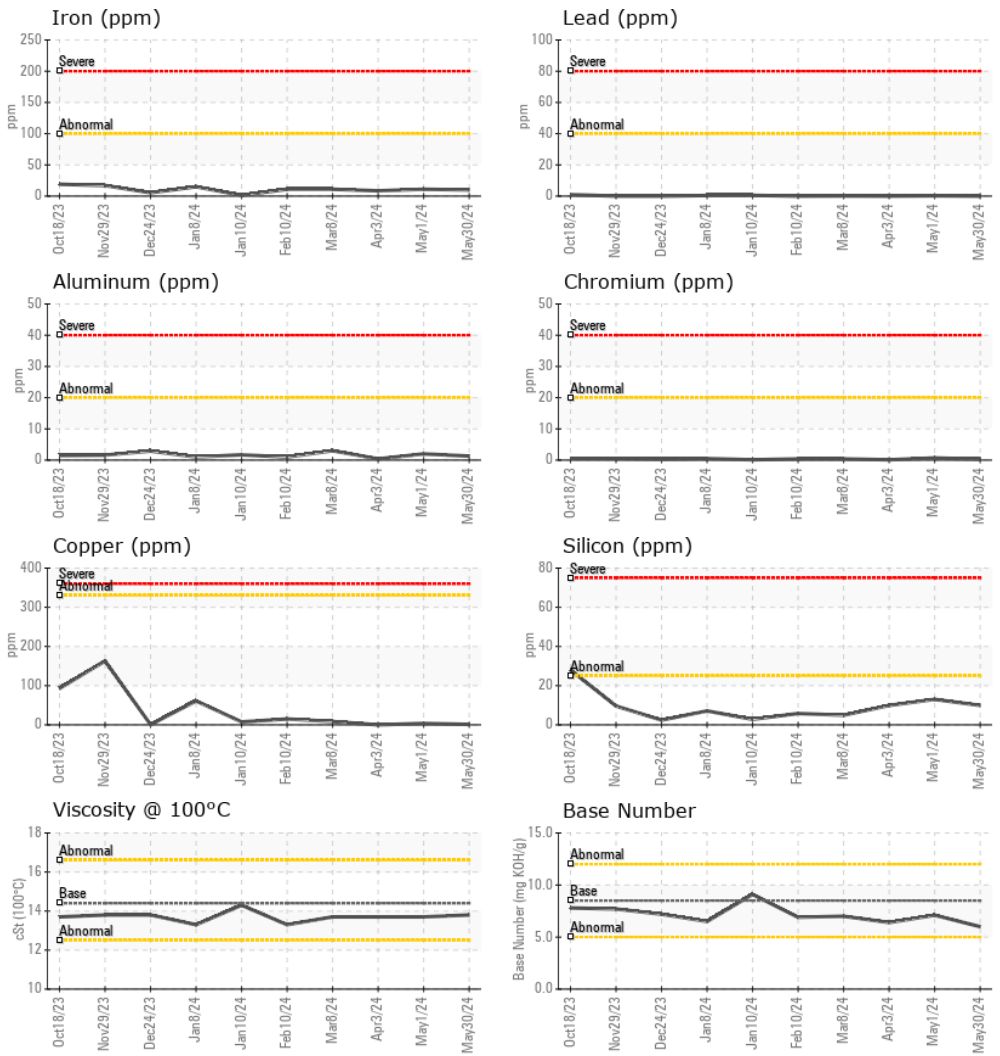 Iron (ppm)
250
200
150
100
50
0
ppm
Severe
Abnormal
Oct18/23
Nov29/23
Dec24/23
Jan8/24
Jan10/24
Feb10/24
Mar8/24
Apr3/24
May1/24
May30/24
Lead (ppm)
100
80
60
40
20
0
ppm
Severe
Abnormal
Oct18/23
Nov29/23
Dec24/23
Jan8/24
Jan10/24
Feb10/24
Mar8/24
Apr3/24
May1/24
May30/24
Aluminum (ppm)
50
40
30
20
10
0
ppm
Severe
Abnormal
Oct18/23
Nov29/23
Dec24/23
Jan8/24
Jan10/24
Feb10/24
Mar8/24
Apr3/24
May1/24
May30/24
Chromium (ppm)
50
40
30
20
10
0
ppm
Severe
Abnormal
Oct18/23
Nov29/23
Dec24/23
Jan8/24
Jan10/24
Feb10/24
Mar8/24
Apr3/24
May1/24
May30/24
Copper (ppm)
400
300
200
100
0
ppm
Severe
Abnormal
Oct18/23
Nov29/23
Dec24/23
Jan8/24
Jan10/24
Feb10/24
Mar8/24
Apr3/24
May1/24
May30/24
Silicon (ppm)
80
60
40
20
0
ppm
Severe
Abnormal
Oct18/23
Nov29/23
Dec24/23
Jan8/24
Jan10/24
Feb10/24
Mar8/24
Apr3/24
May1/24
May30/24
Viscosity @ 100°C
18
16
14
12
10
cSt (100°C)
Abnormal
Base
Abnormal
Oct18/23
Nov29/23
Dec24/23
Jan8/24
Jan10/24
Feb10/24
Mar8/24
Apr3/24
May1/24
May30/24
Base Number
15.0
10.0
5.0
0.0
Base Number (mg KOH/g)
Abnormal
Base
Abnormal
Oct18/23
Nov29/23
Dec24/23
Jan8/24
Jan10/24
Feb10/24
Mar8/24
Apr3/24
May1/24
May30/24